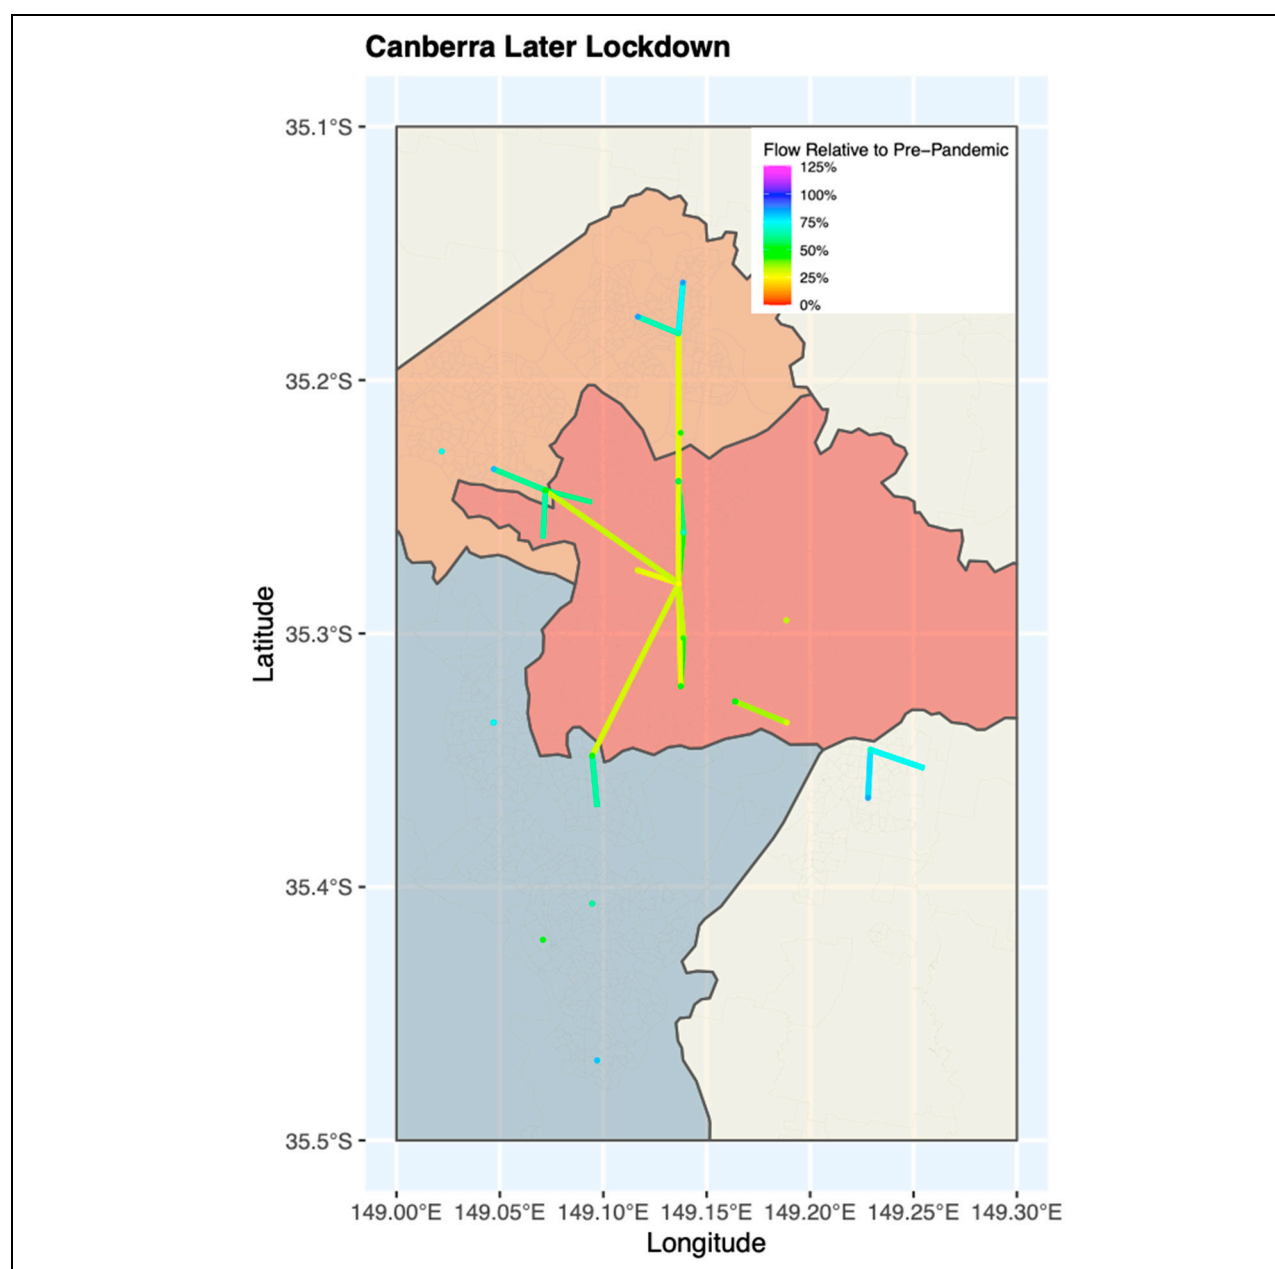 Canberra Later Lockdown
35.1°S
Flow Relative to Pre−Pandemic
125%
100%
75%
50%
25%
0%
35.2°S
35.3°S
35.4°S
35.5°S
Latitude
149.00°E 149.05°E 149.10°E 149.15°E 149.20°E 149.25°E 149.30°E
Longitude